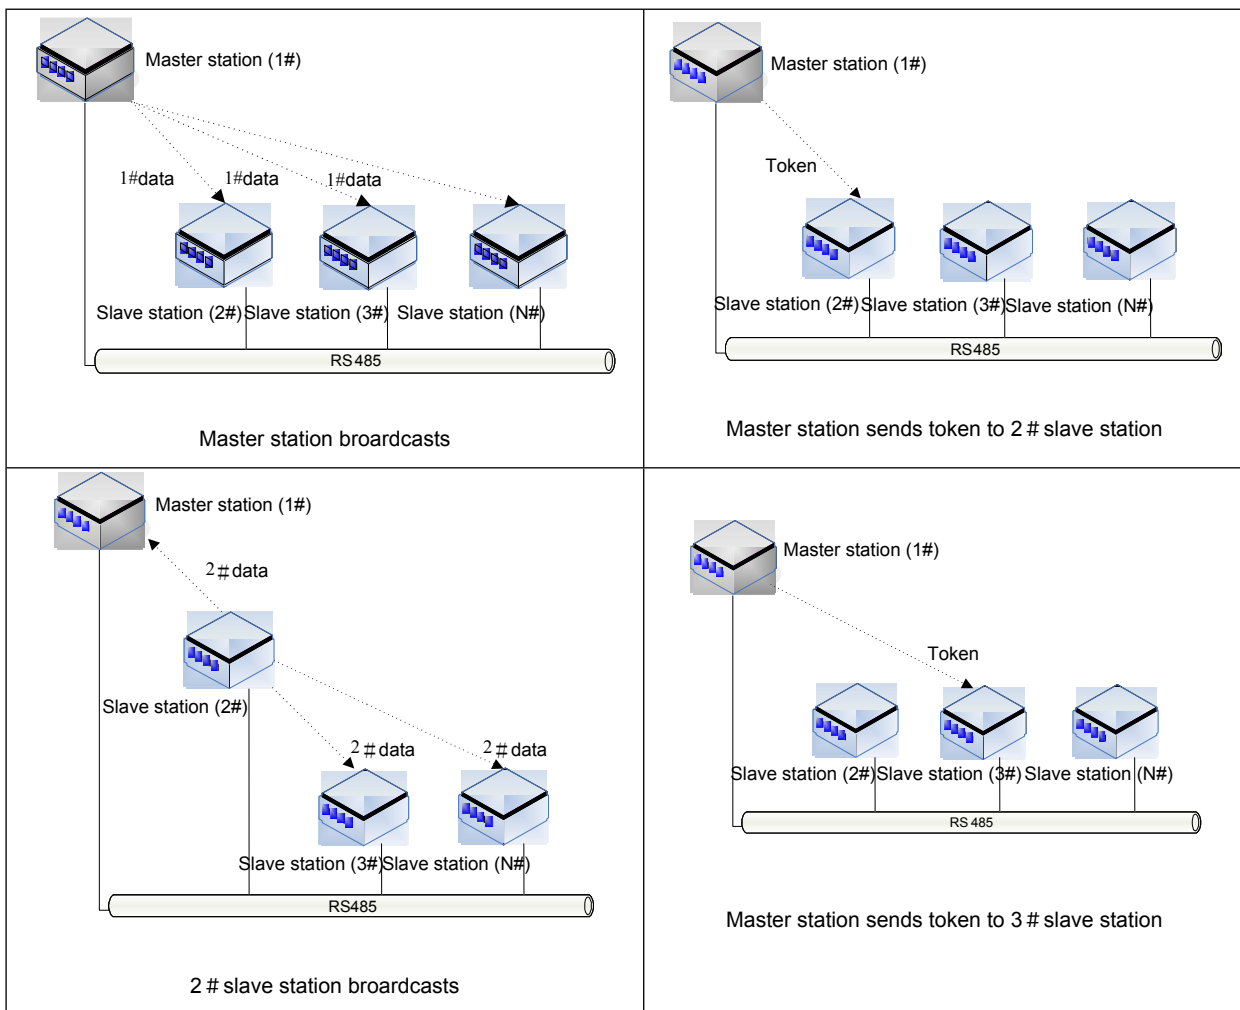 Master station (1#)
1#data
1#data
1#data
Slave station (2#)
Slave station (3#)
Slave station (N#)
RS485
Master station broardcasts
Master station (1#)
Token
Slave station (2#)
Slave station (3#)
Slave station (N#)
RS485
Master station sends token to 2＃slave station
Master station (1#)
2＃data
Slave station (2#)
2＃data
2＃data
Slave station (3#)
Slave station (N#)
RS485
2＃slave station broadcasts
Master station (1#)
Token
Slave station (2#)
Slave station (3#)
Slave station (N#)
RS485
Master station sends token to 3＃slave station